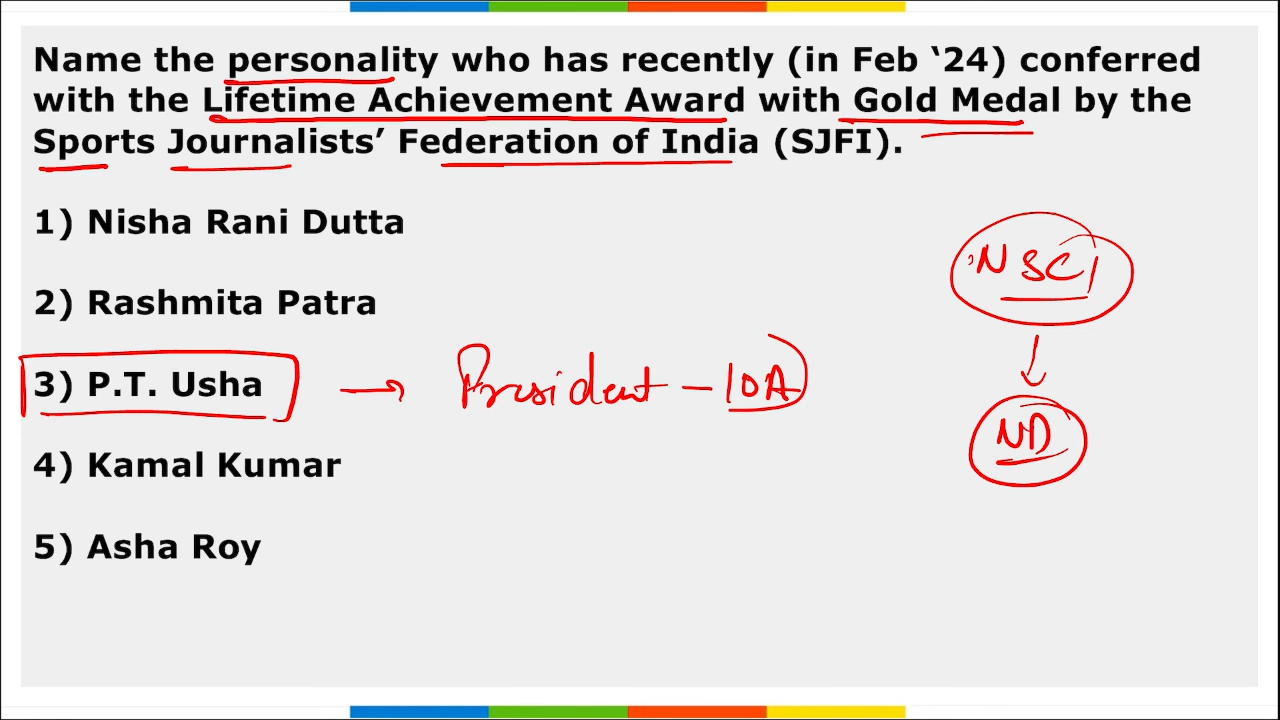 Name the personality who has recently (in Feb ‘24) conferred
with the Lifetime Achievement Award with Gold Medal by the
Sports Journalists’ Federation of India (SJFI).
1) Nisha Rani Dutta
2) Rashmita Patra
3) P.T. Usha → President – IOA
4) Kamal Kumar
5) Asha Roy
NSCI
↓
ND